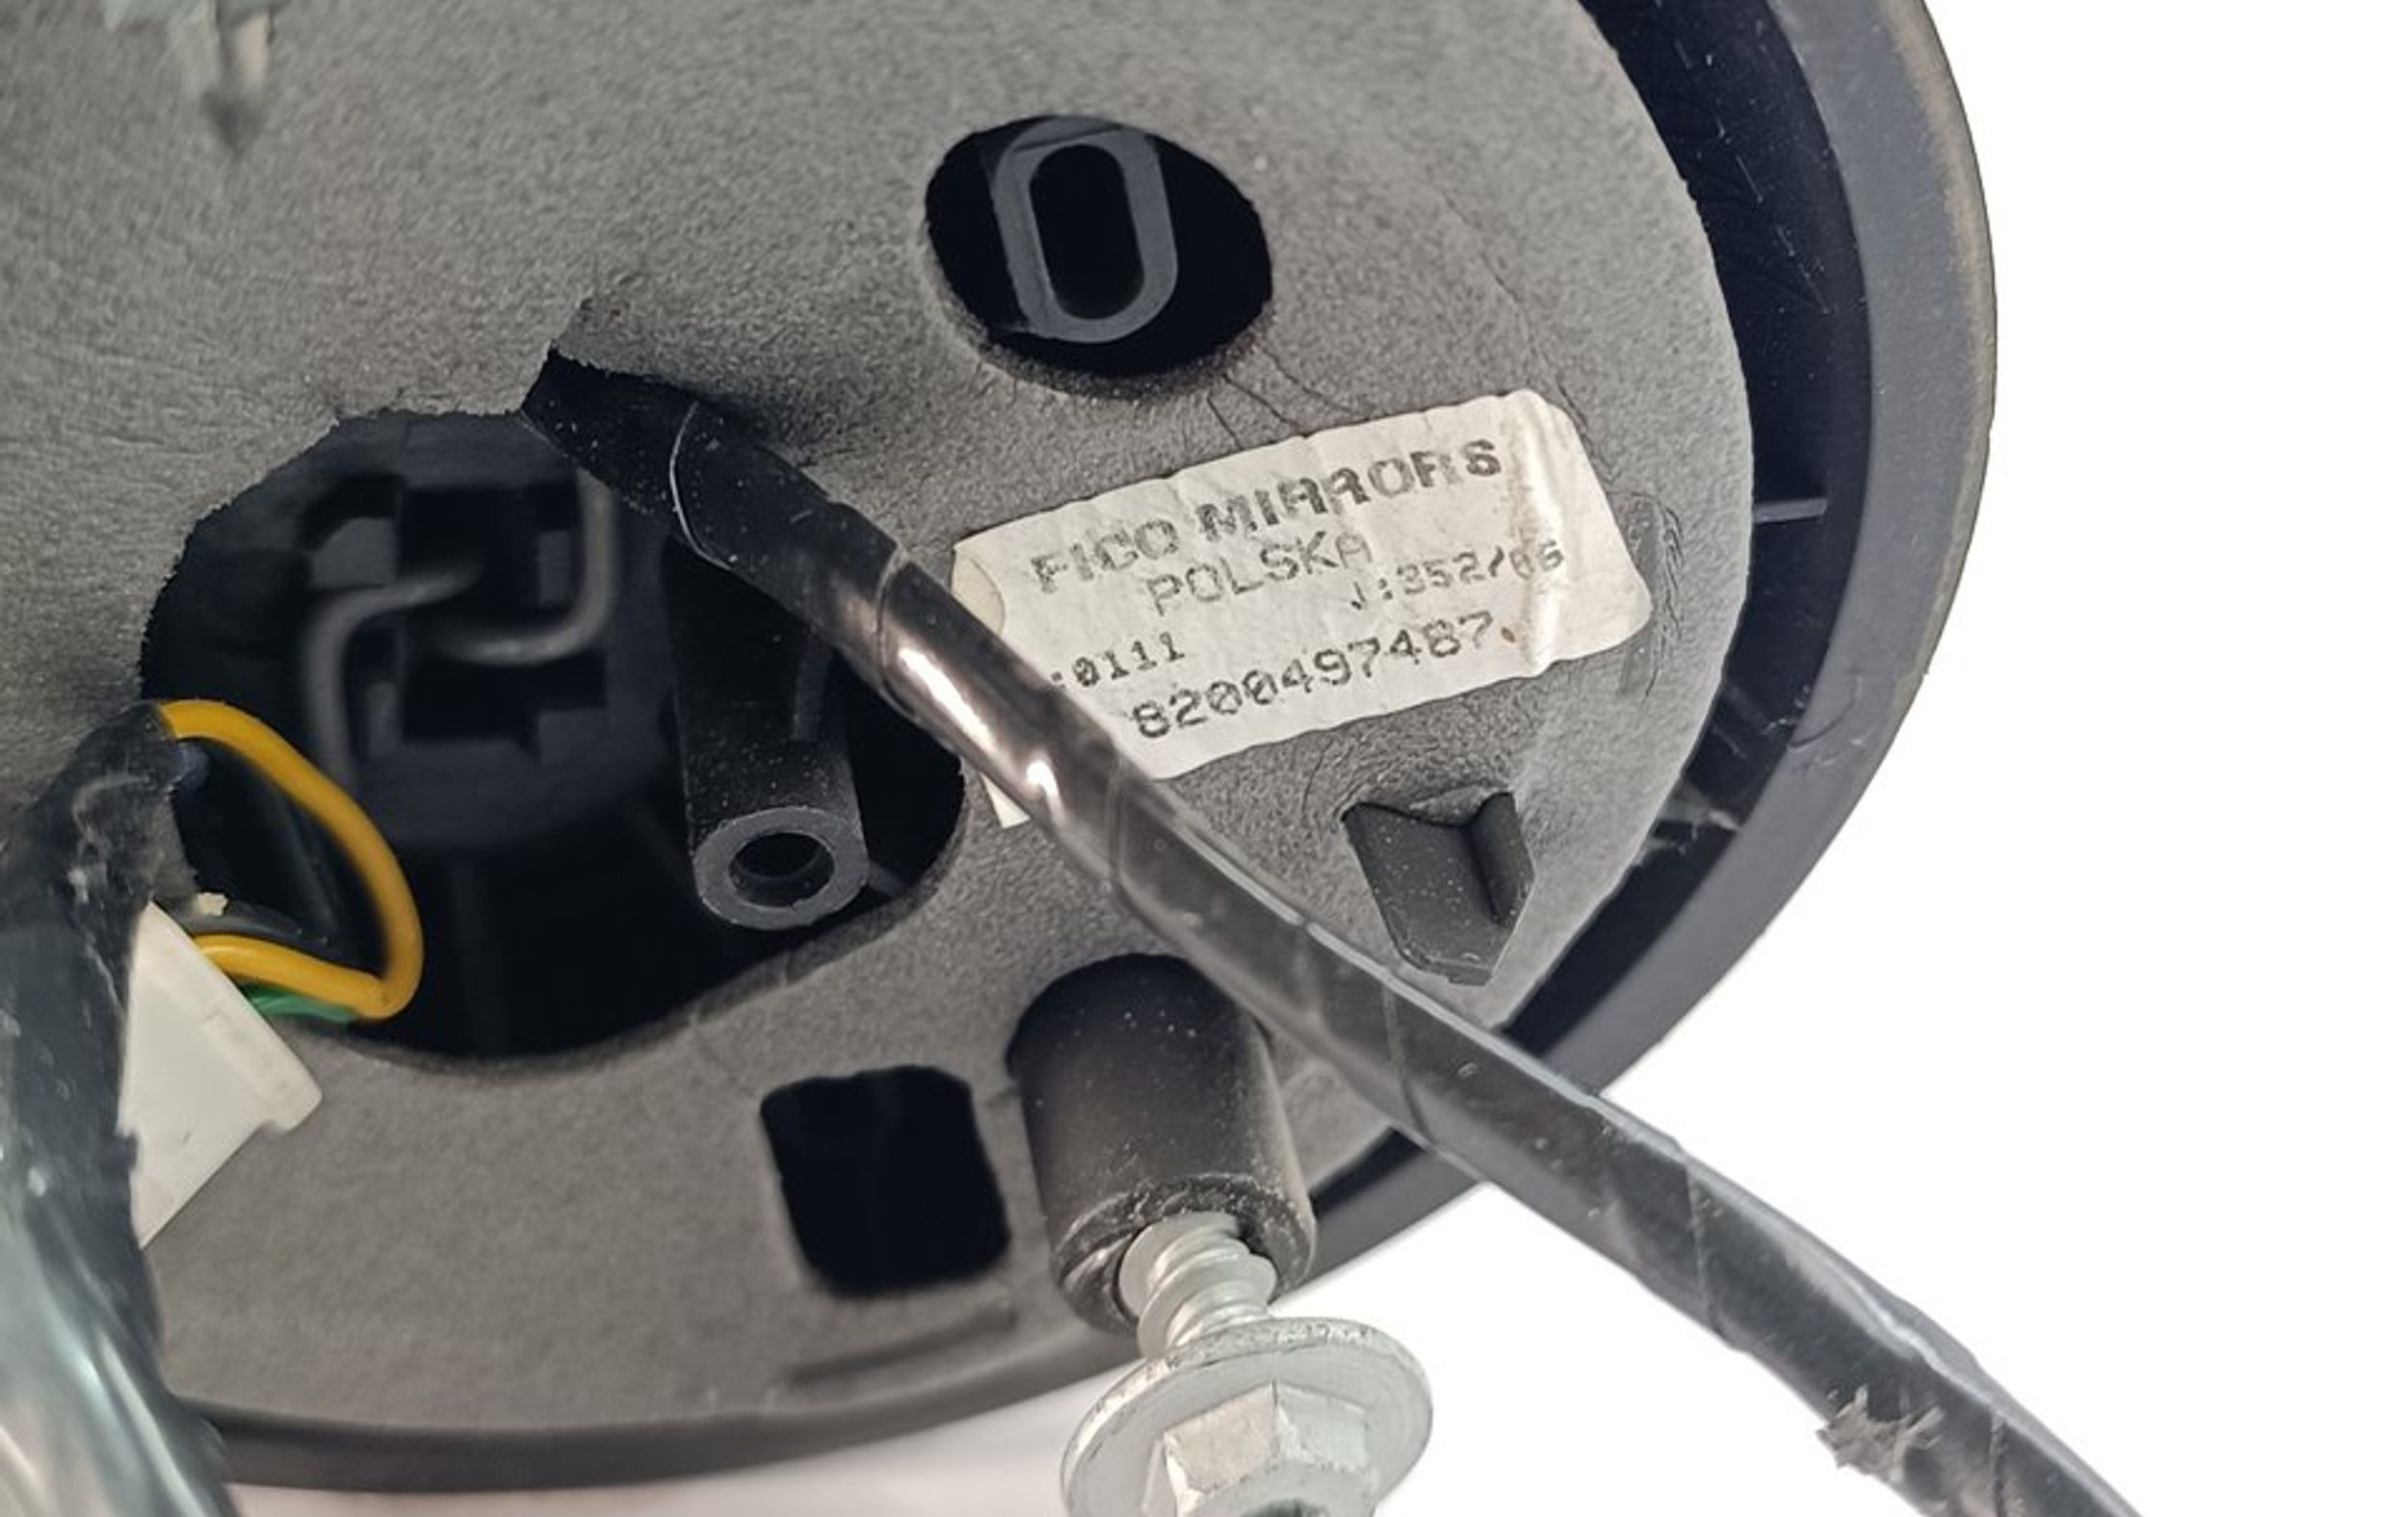 FICO MIRRORS
POLSKA
J:352/06
:0111
8200497487